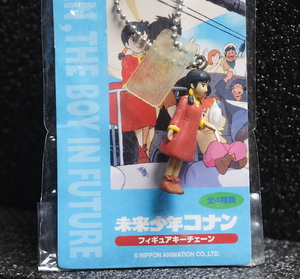 N, THE BOY IN FUTURE
全4種類
未来少年コナン
フィギュアキーチェーン
© NIPPON ANIMATION CO.,LTD.